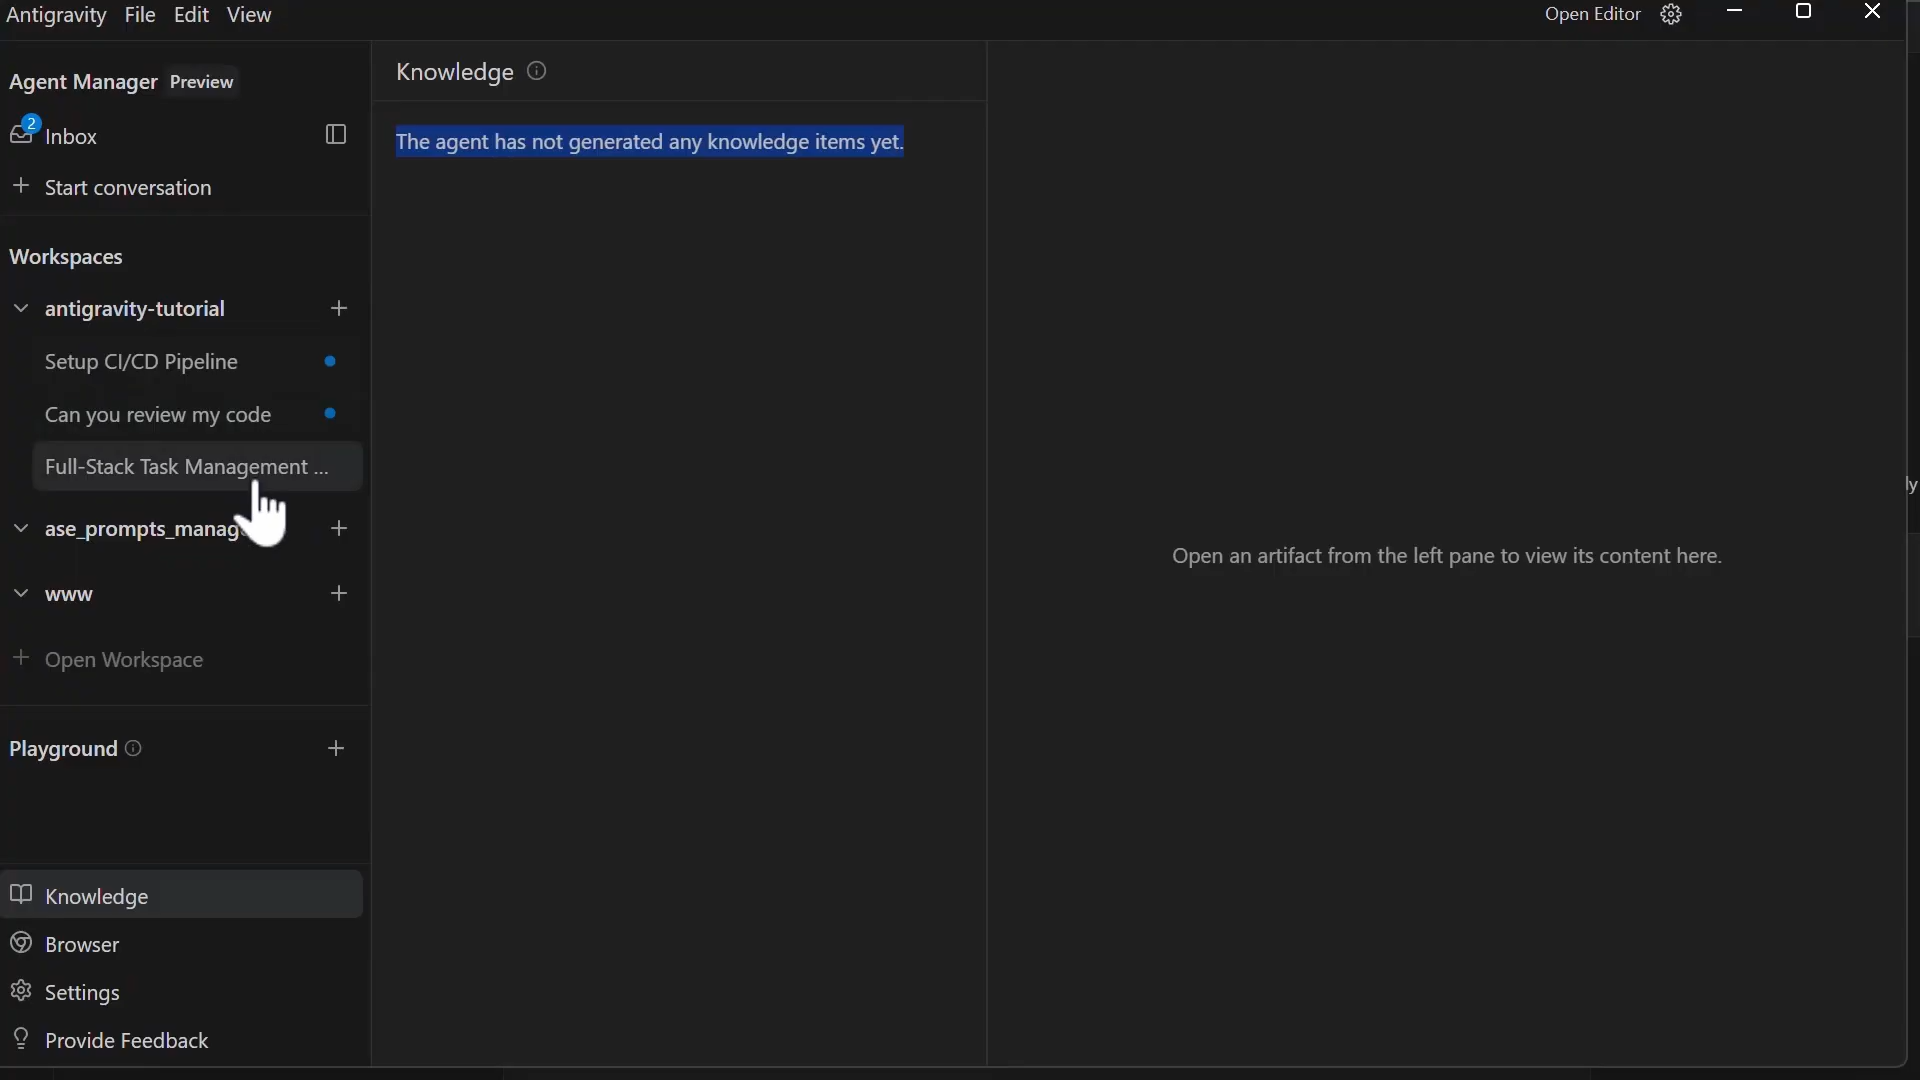 Antigravity File Edit View
Open Editor
Agent Manager Preview
2
Inbox
Start conversation
Workspaces
antigravity-tutorial
Setup CI/CD Pipeline
Can you review my code
Full-Stack Task Management ...
www
Open Workspace
Playground
Knowledge
Browser
Settings
Provide Feedback
Knowledge
The agent has not generated any knowledge items yet.
Open an artifact from the left pane to view its content here.
ly